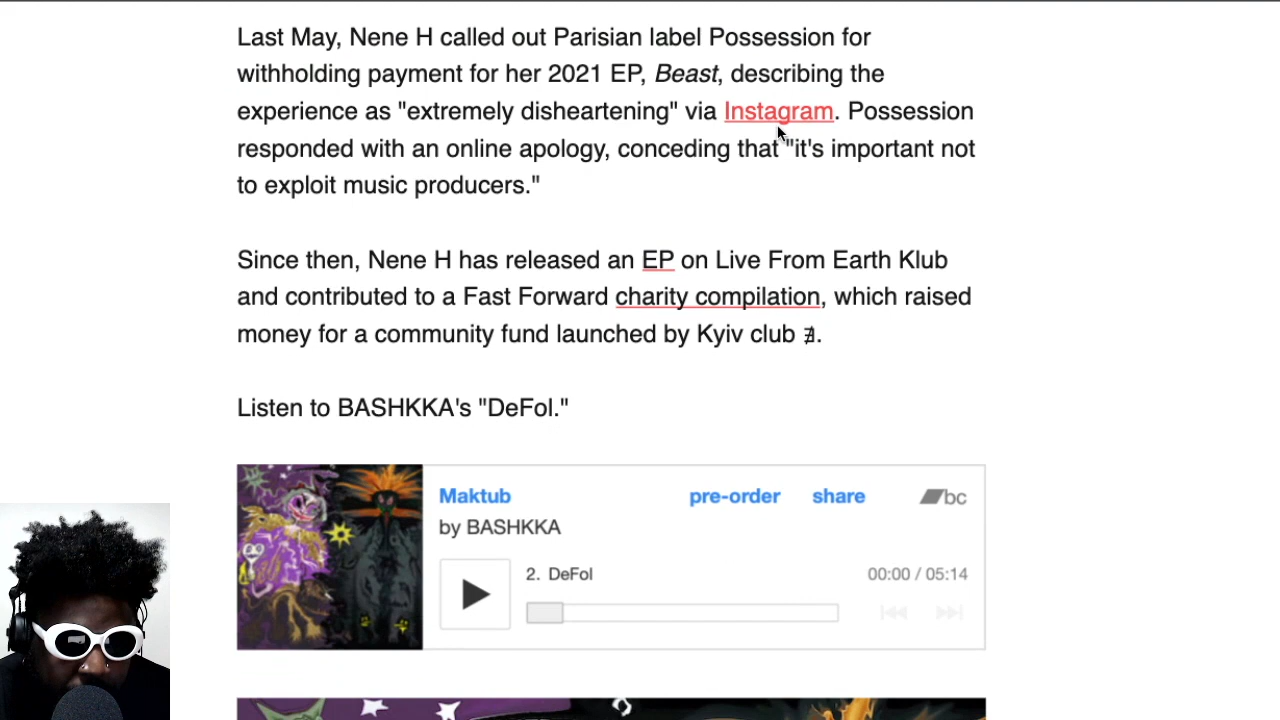 Last May, Nene H called out Parisian label Possession for
withholding payment for her 2021 EP, Beast, describing the
experience as "extremely disheartening" via Instagram. Possession
responded with an online apology, conceding that "it's important not
to exploit music producers."
Since then, Nene H has released an EP on Live From Earth Klub
and contributed to a Fast Forward charity compilation, which raised
money for a community fund launched by Kyiv club ∄.
Listen to BASHKKA's "DeFol."
Maktub pre-order share bc
by BASHKKA
2. DeFol 00:00 / 05:14